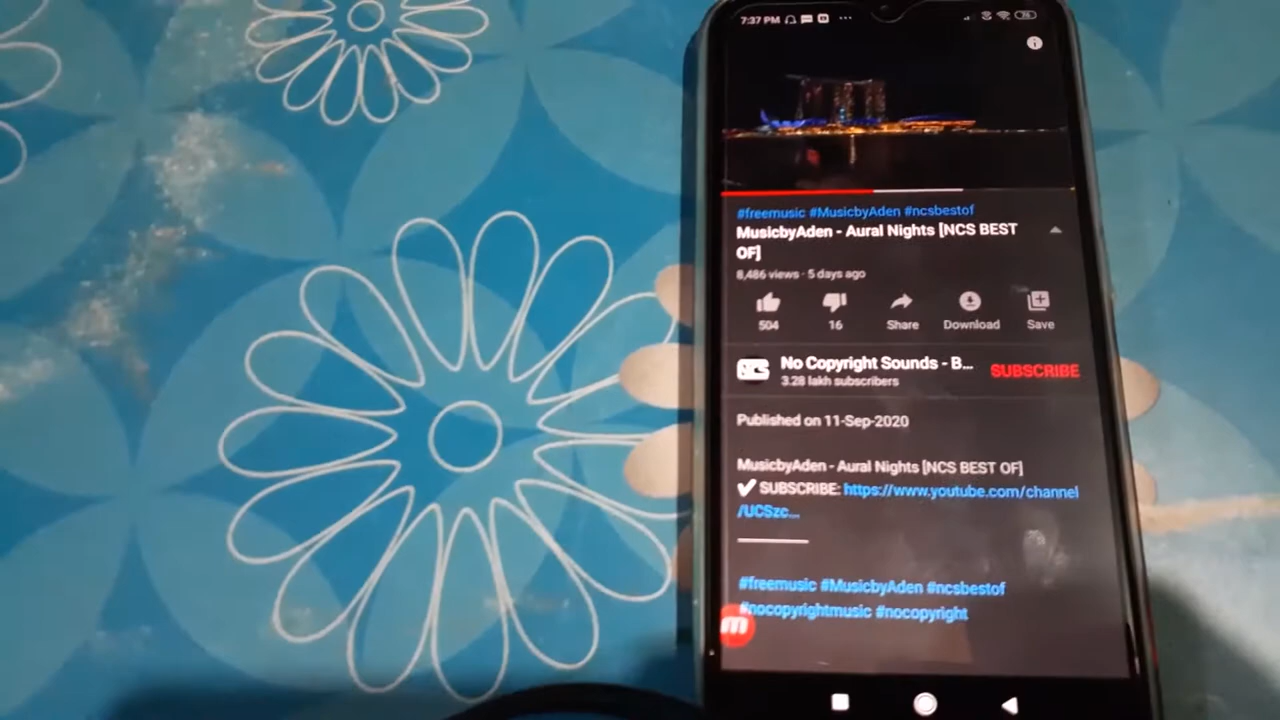 7:37 PM
76
#freemusic #MusicbyAden #ncsbestof
MusicbyAden - Aural Nights [NCS BEST
OF]
8,486 views · 5 days ago
504
16
Share
Download
Save
NCS
No Copyright Sounds - B...
3.28 lakh subscribers
SUBSCRIBE
Published on 11-Sep-2020
MusicbyAden - Aural Nights [NCS BEST OF]
✔ SUBSCRIBE: https://www.youtube.com/channel
/UCSzc...
#freemusic #MusicbyAden #ncsbestof
#nocopyrightmusic #nocopyright
m